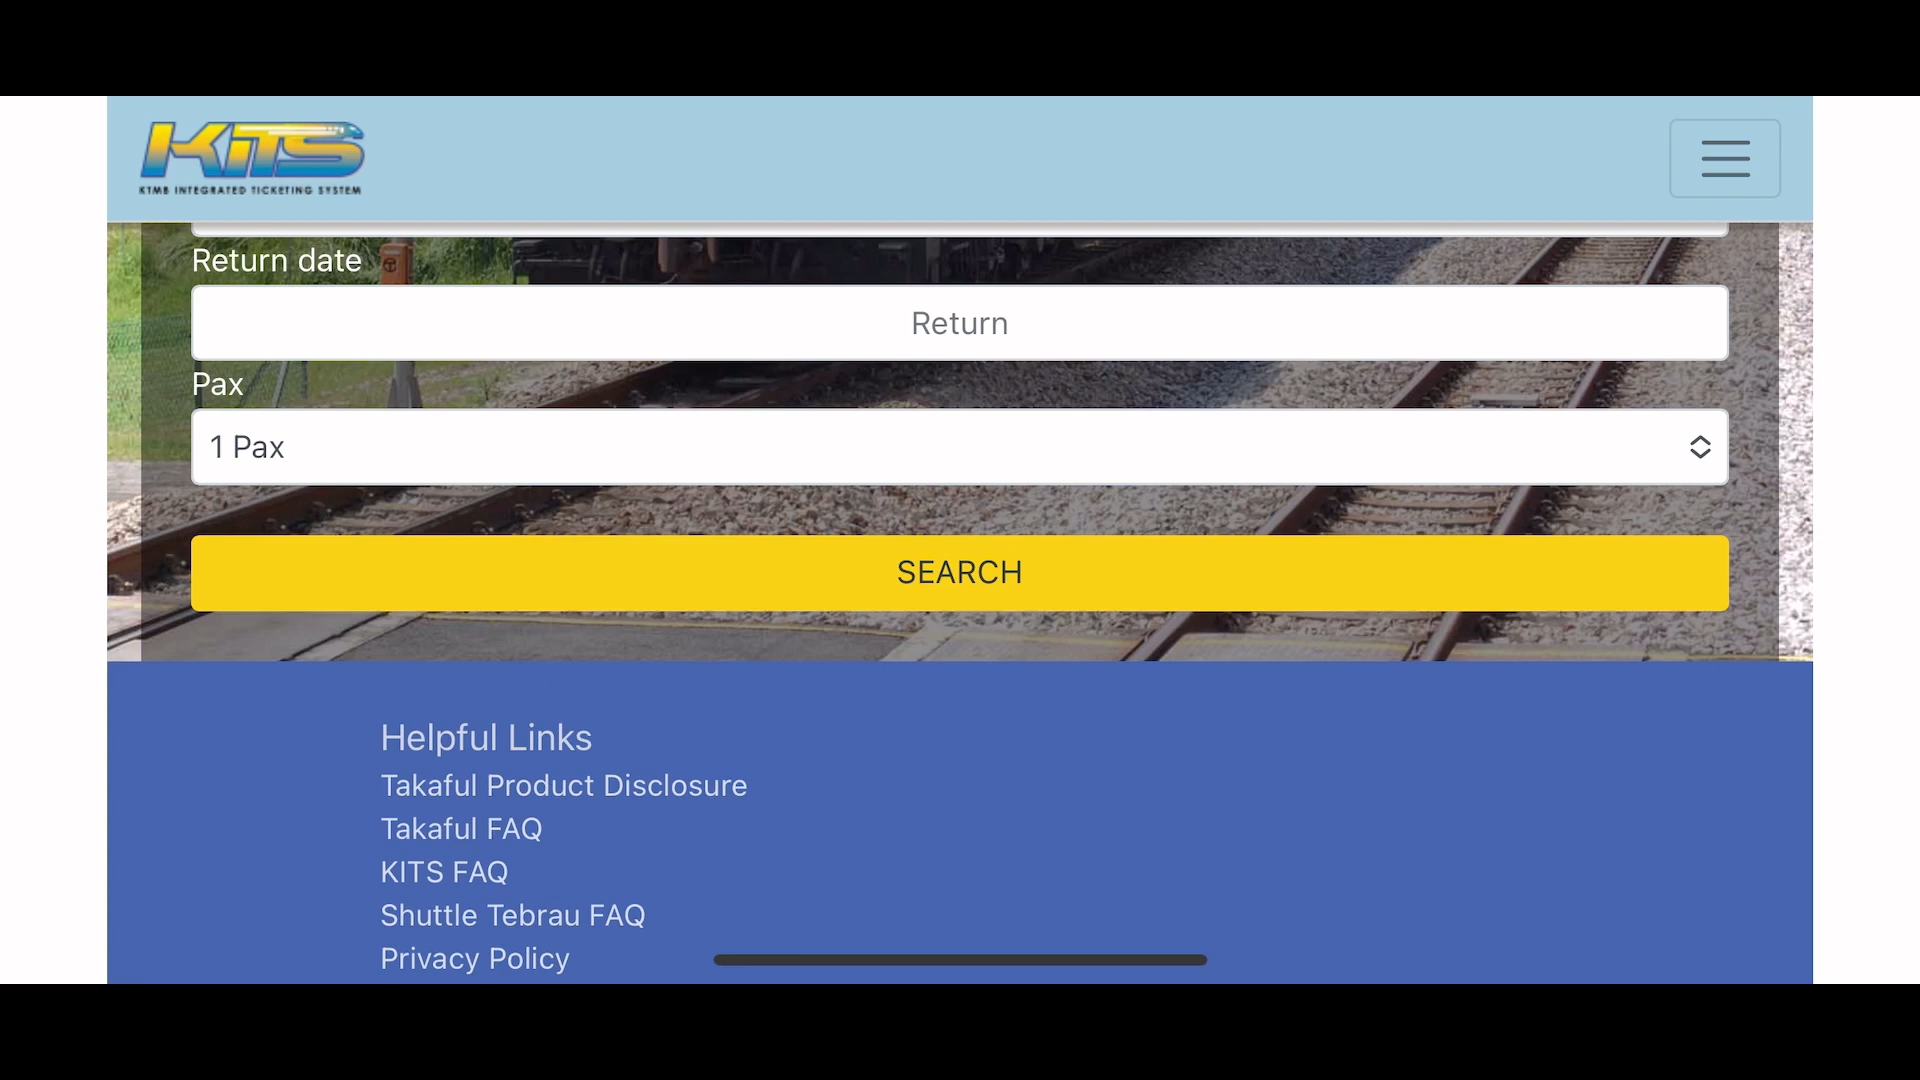 KITS
KTMB INTEGRATED TICKETING SYSTEM
Return date
Return
Pax
1 Pax
SEARCH
Helpful Links
Takaful Product Disclosure
Takaful FAQ
KITS FAQ
Shuttle Tebrau FAQ
Privacy Policy